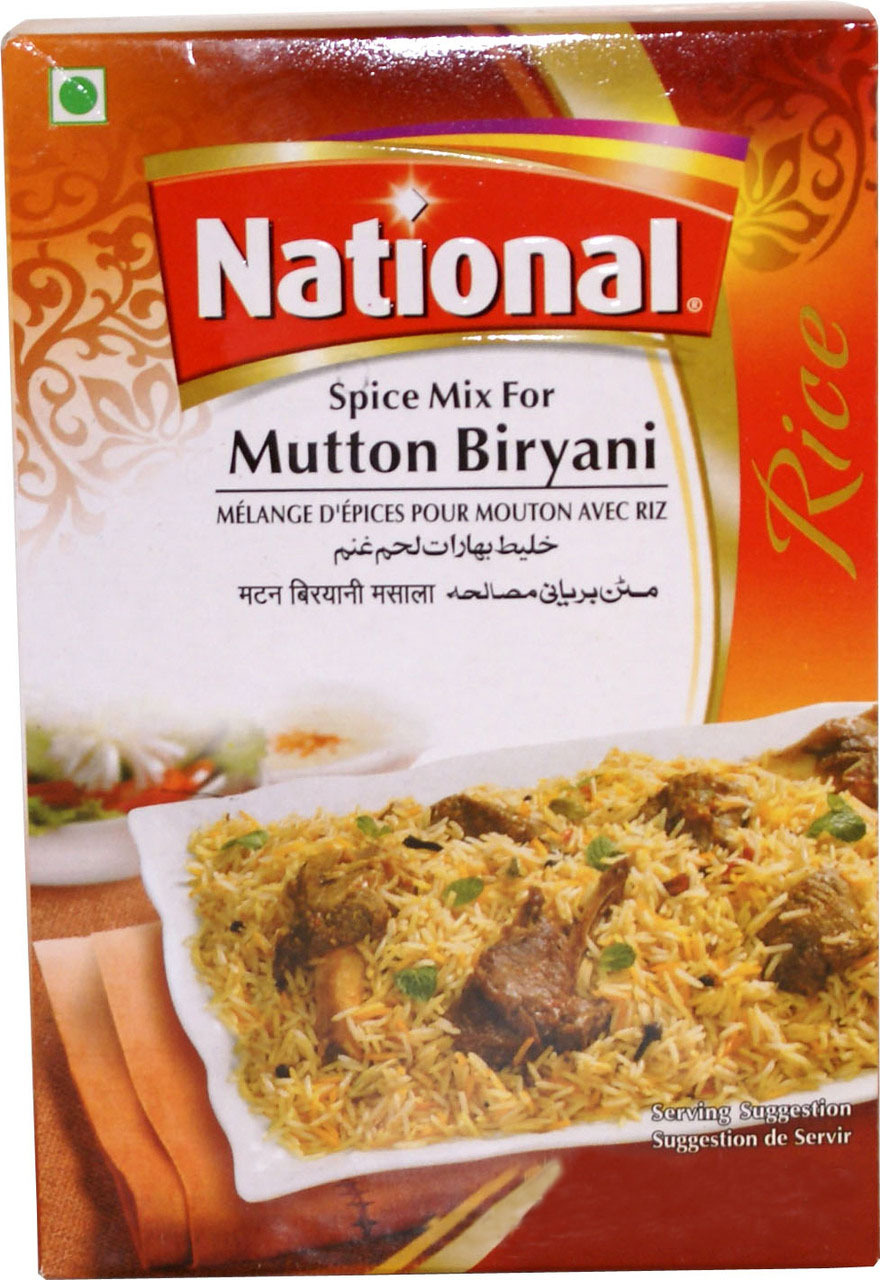 National®
Spice Mix For
Mutton Biryani
MÉLANGE D'ÉPICES POUR MOUTON AVEC RIZ
خليط بهارات لحم غنم
मटन बिरयानी मसाला مٹن بریانی مصالحہ
Rice
Serving Suggestion
Suggestion de Servir